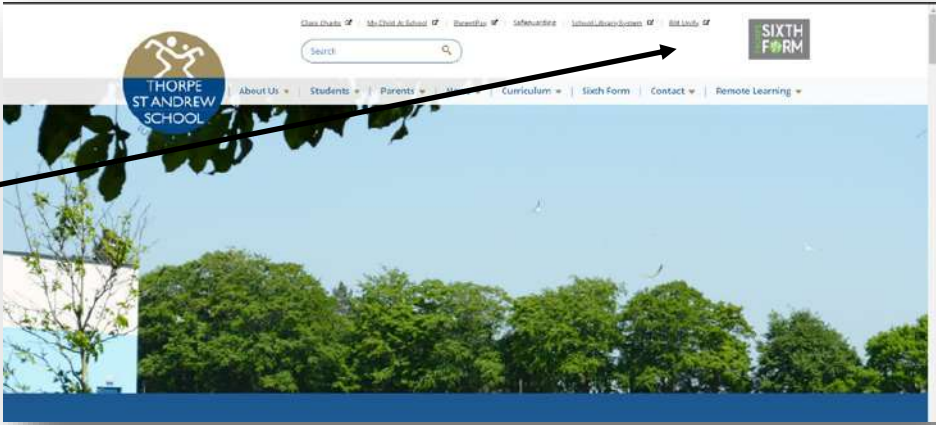 Class Charts | My Child At School | ParentPay | Safeguarding | School Library System | RM Unify
Search
SIXTH
FORM
THORPE
ST ANDREW
SCHOOL
About Us | Students | Parents | | Curriculum | Sixth Form | Contact | Remote Learning